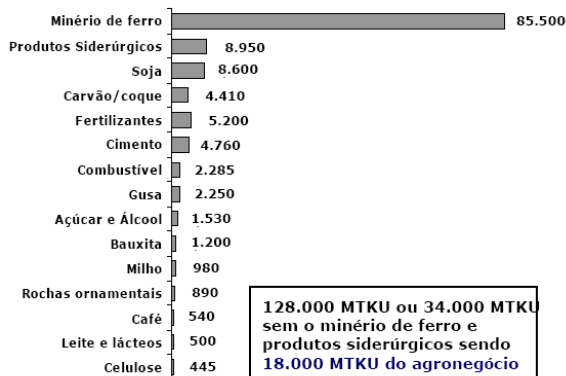 Minério de ferro 85.500
Produtos Siderúrgicos 8.950
Soja 8.600
Carvão/coque 4.410
Fertilizantes 5.200
Cimento 4.760
Combustível 2.285
Gusa 2.250
Açúcar e Álcool 1.530
Bauxita 1.200
Milho 980
Rochas ornamentais 890
Café 540
Leite e lácteos 500
Celulose 445
128.000 MTKU ou 34.000 MTKU
sem o minério de ferro e
produtos siderúrgicos sendo
18.000 MTKU do agronegócio